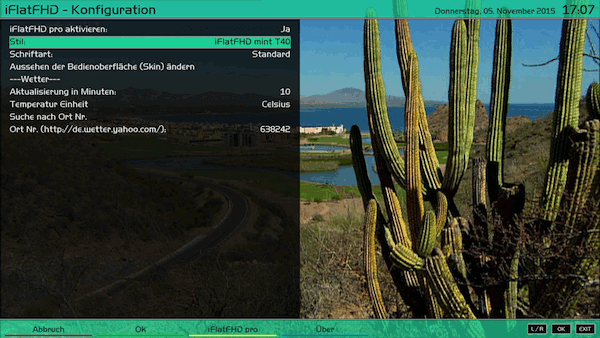 iFlatFHD - Konfiguration
Donnerstag, 05. November 2015 17:07
iFlatFHD pro aktivieren: Ja
Stil: iFlatFHD mint T40
Schriftart: Standard
Aussehen der Bedienoberfläche (Skin) ändern
---Wetter---
Aktualisierung in Minuten: 10
Temperatur Einheit Celsius
Suche nach Ort Nr.
Ort Nr. (http://de.wetter.yahoo.com/): 638242
Abbruch Ok iFlatFHD pro Über L/R OK EXIT